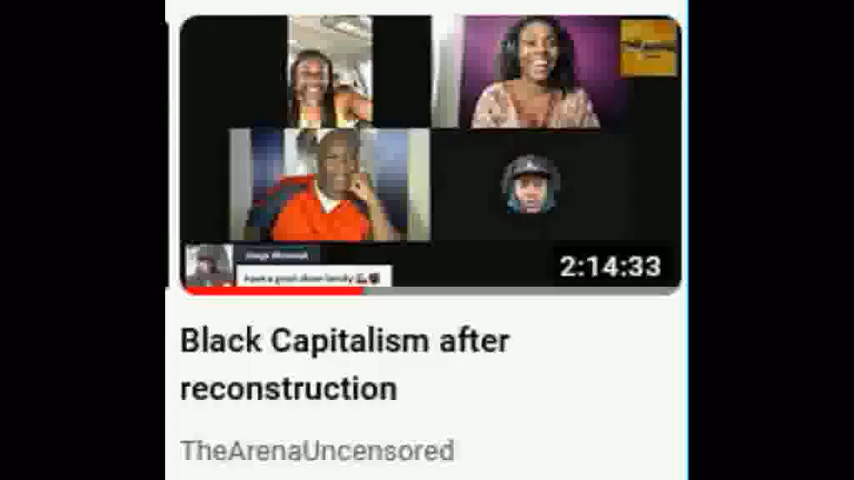 2:14:33
Black Capitalism after
reconstruction
TheArenaUncensored